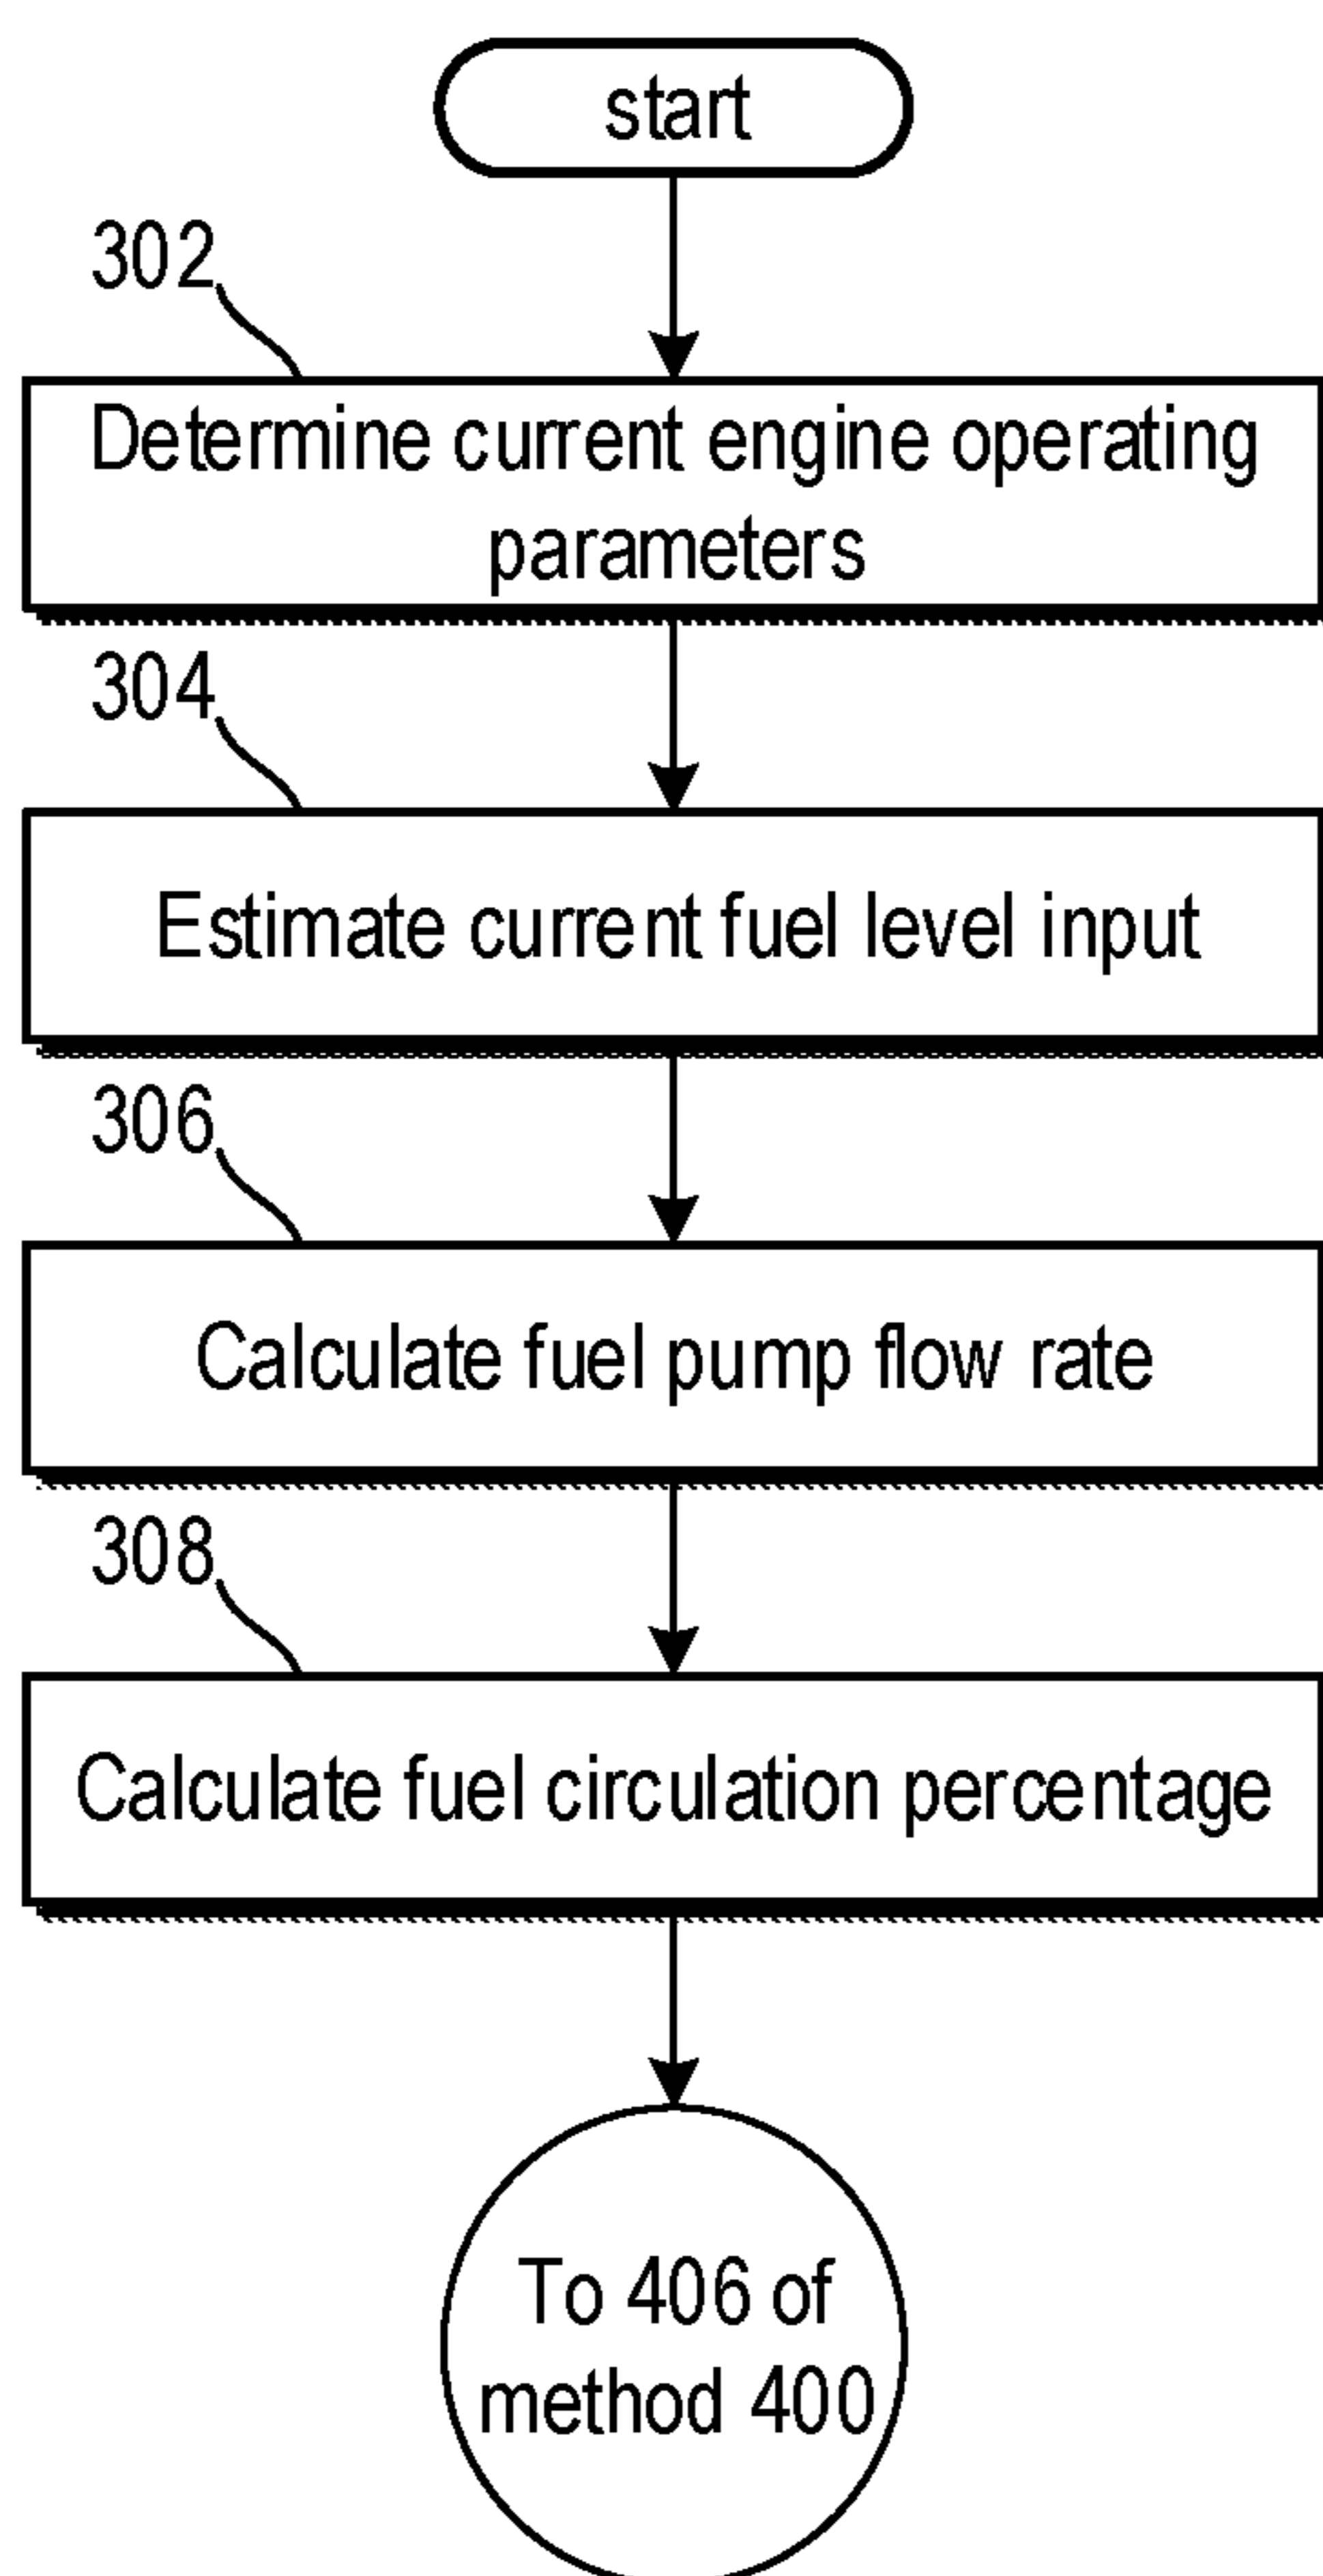 start
302
Determine current engine operating
parameters
304
Estimate current fuel level input
306
Calculate fuel pump flow rate
308
Calculate fuel circulation percentage
To 406 of
method 400